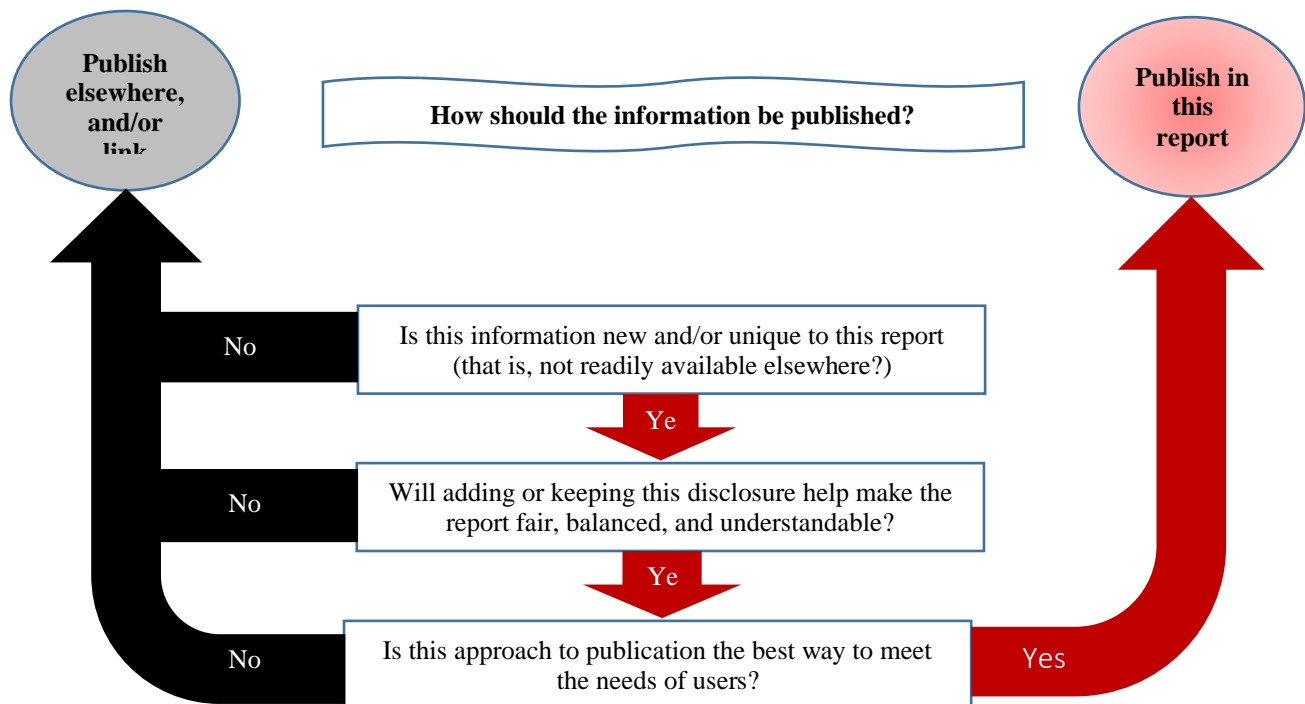 Publish
elsewhere,
and/or
link
How should the information be published?
Publish in
this
report
No
Is this information new and/or unique to this report
(that is, not readily available elsewhere?)
Ye
No
Will adding or keeping this disclosure help make the
report fair, balanced, and understandable?
Ye
No
Is this approach to publication the best way to meet
the needs of users?
Yes